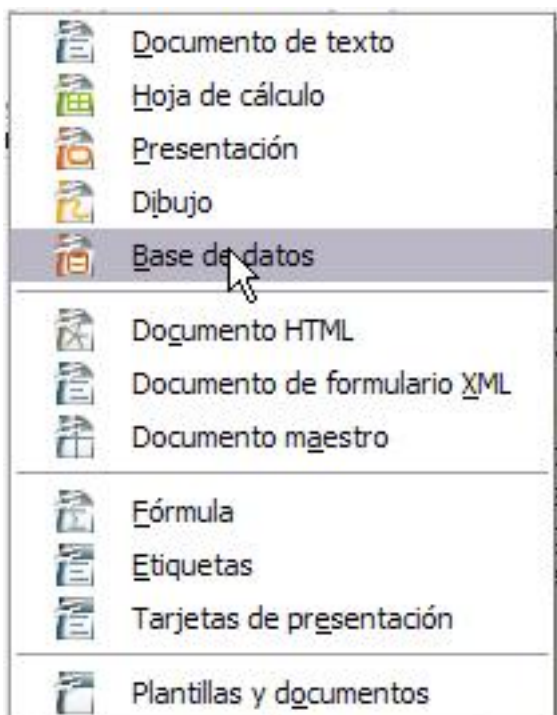 Documento de texto
Hoja de cálculo
Presentación
Dibujo
Base de datos
Documento HTML
Documento de formulario XML
Documento maestro
Fórmula
Etiquetas
Tarjetas de presentación
Plantillas y documentos